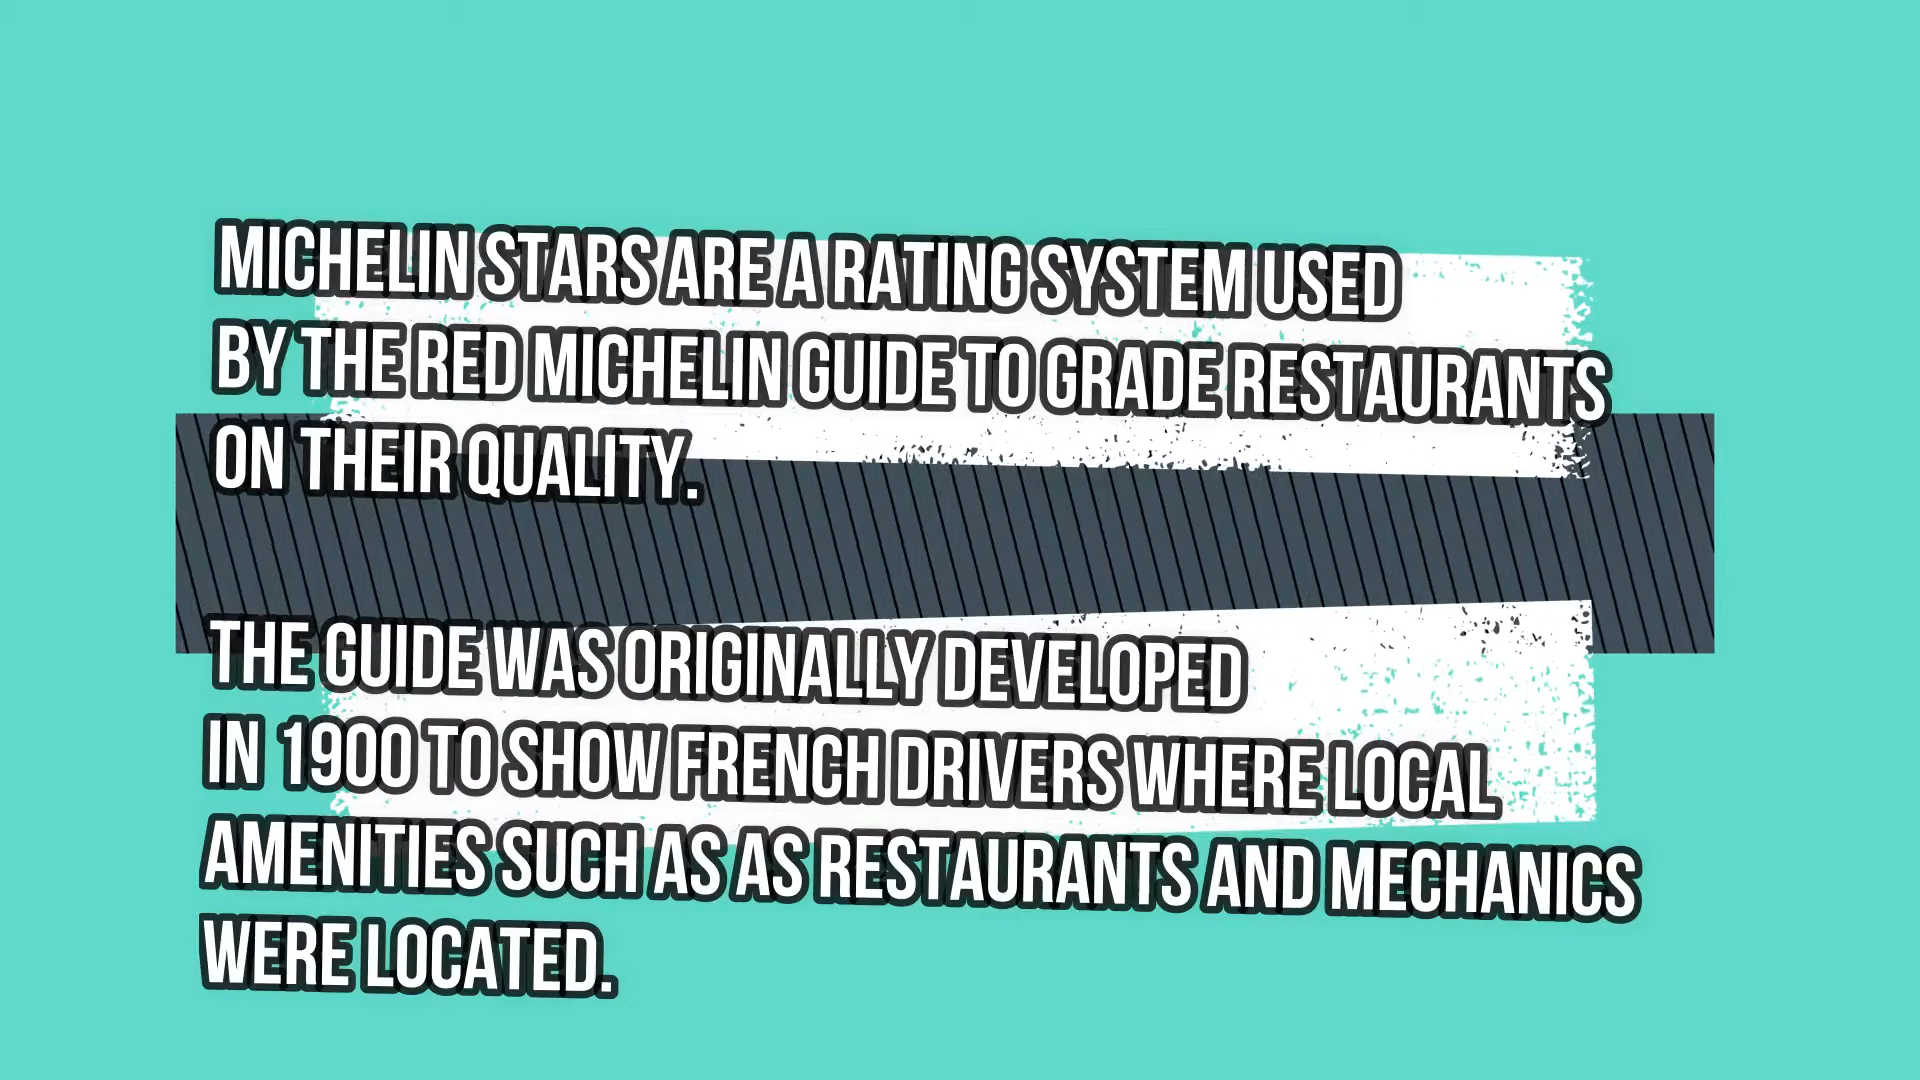 MICHELIN STARS ARE A RATING SYSTEM USED
BY THE RED MICHELIN GUIDE TO GRADE RESTAURANTS
ON THEIR QUALITY.
THE GUIDE WAS ORIGINALLY DEVELOPED
IN 1900 TO SHOW FRENCH DRIVERS WHERE LOCAL
AMENITIES SUCH AS AS RESTAURANTS AND MECHANICS
WERE LOCATED.